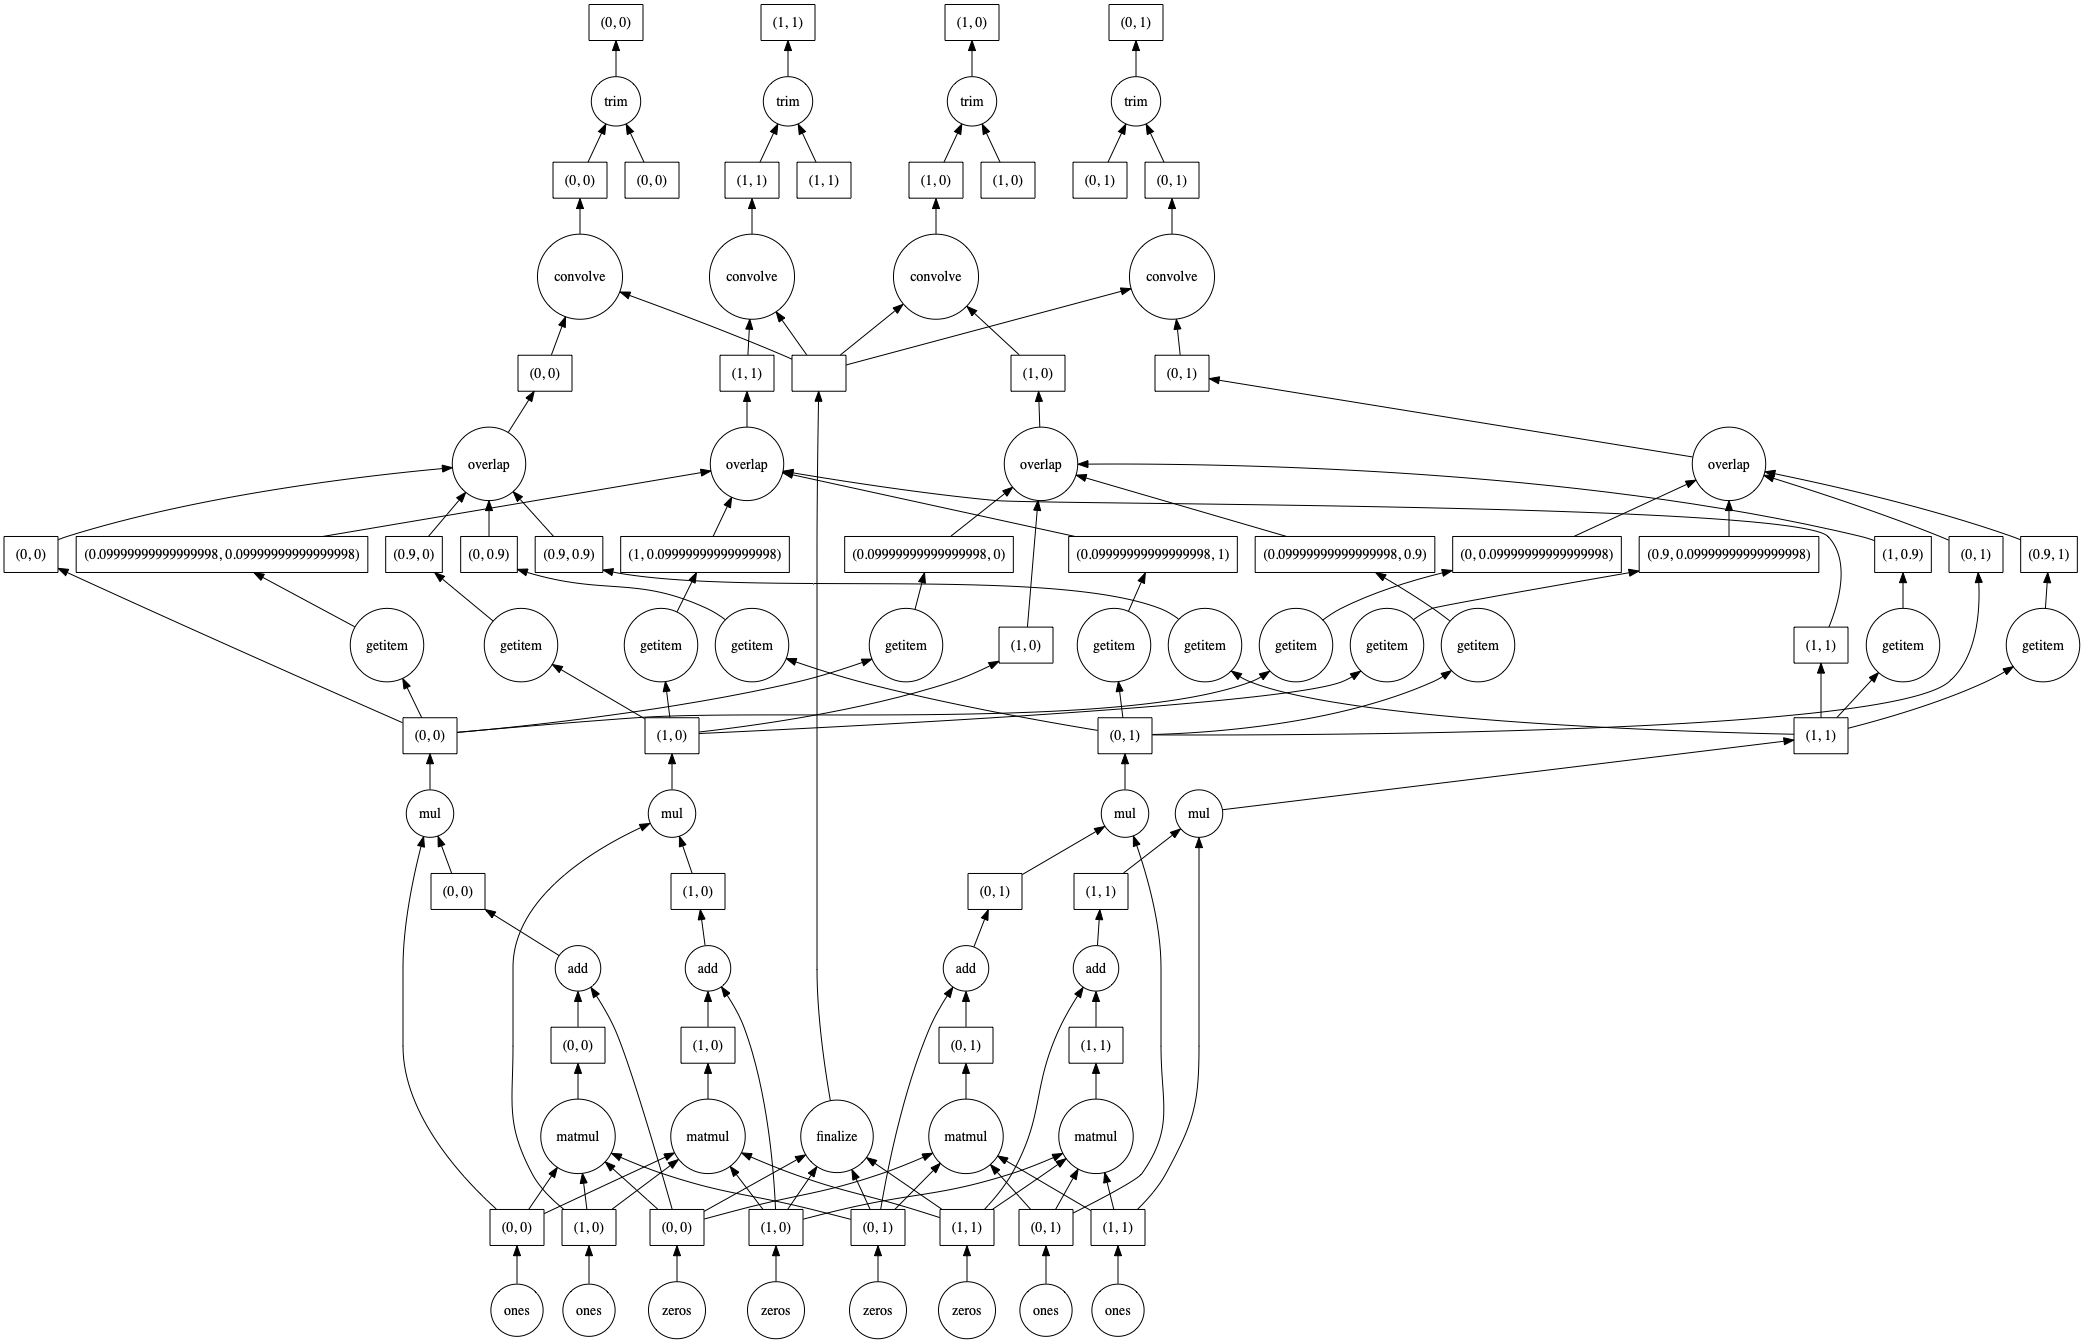 (0, 0)
(1, 1)
(1, 0)
(0, 1)
trim
trim
trim
trim
(0, 0)
(0, 0)
(1, 1)
(1, 1)
(1, 0)
(1, 0)
(0, 1)
(0, 1)
convolve
convolve
convolve
convolve
(0, 0)
(1, 1)
(1, 0)
(0, 1)
overlap
overlap
overlap
overlap
(0, 0)
(0.09999999999999998, 0.09999999999999998)
(0.9, 0)
(0, 0.9)
(0.9, 0.9)
(1, 0.09999999999999998)
(0.09999999999999998, 0)
(0.09999999999999998, 1)
(0.09999999999999998, 0.9)
(0, 0.09999999999999998)
(0.9, 0.09999999999999998)
(1, 0.9)
(0, 1)
(0.9, 1)
getitem
getitem
getitem
getitem
getitem
(1, 0)
getitem
getitem
getitem
getitem
getitem
(1, 1)
getitem
getitem
(0, 0)
(1, 0)
(0, 1)
(1, 1)
mul
mul
mul
mul
(0, 0)
(1, 0)
(0, 1)
(1, 1)
add
add
add
add
(0, 0)
(1, 0)
(0, 1)
(1, 1)
matmul
matmul
finalize
matmul
matmul
(0, 0)
(1, 0)
(0, 0)
(1, 0)
(0, 1)
(1, 1)
(0, 1)
(1, 1)
ones
ones
zeros
zeros
zeros
zeros
ones
ones